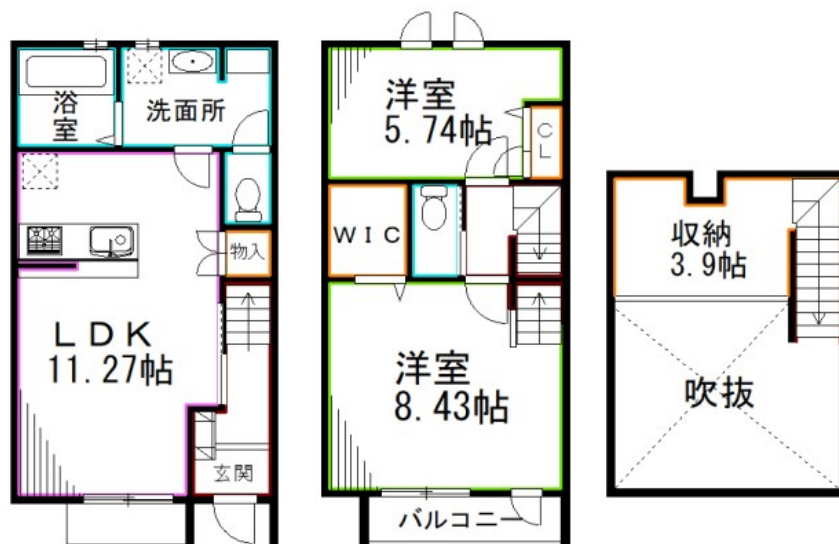 浴室
洗面所
物入
LDK
11.27帖
玄関
洋室
5.74帖
CL
WIC
洋室
8.43帖
バルコニー
収納
3.9帖
吹抜